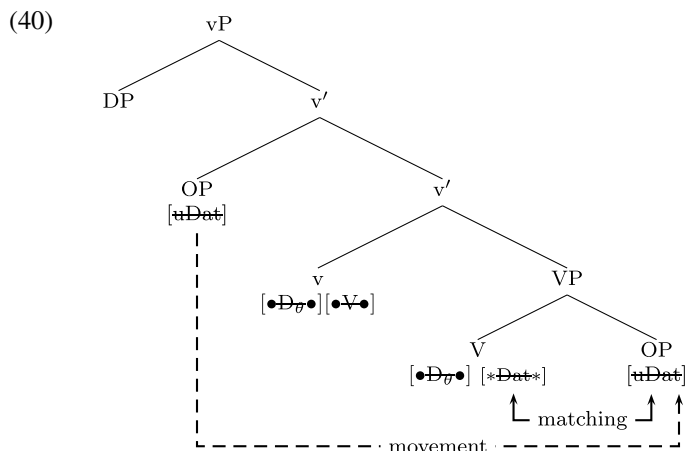 (40)
vP
DP v′
OP v′
[uDat]
v VP
[●D_θ●][●V●]
V OP
[●D_θ●] [∗Dat∗] [uDat]
matching
movement